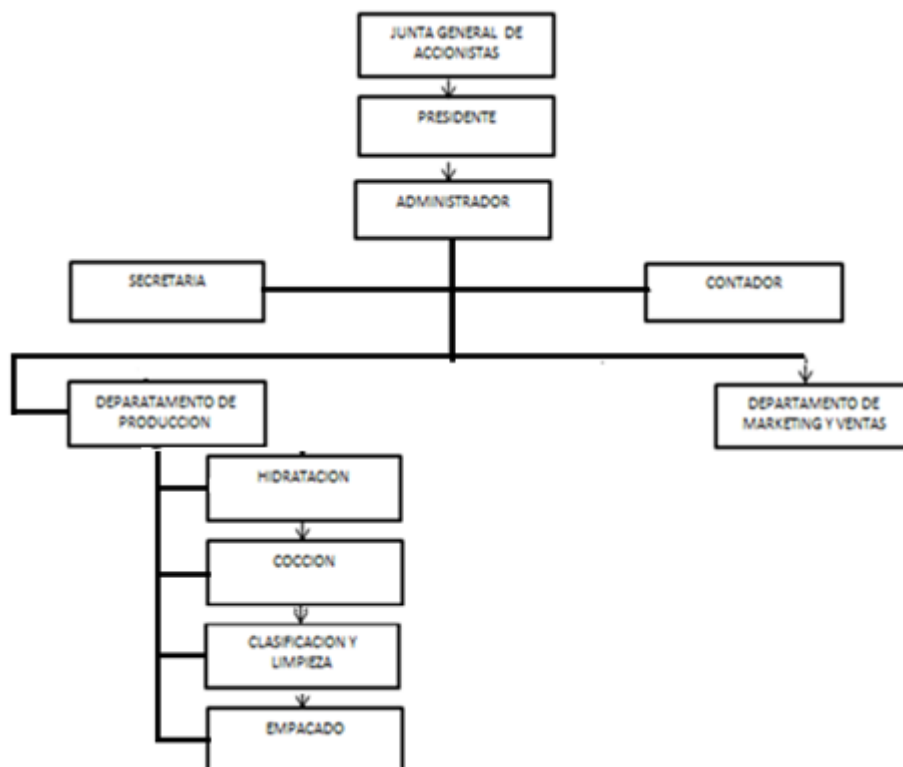 JUNTA GENERAL DE
ACCIONISTAS
PRESIDENTE
ADMINISTRADOR
SECRETARIA
CONTADOR
DEPARATAMENTO DE
PRODUCCION
DEPARTAMENTO DE
MARKETING Y VENTAS
HIDRATACION
COCCION
CLASIFICACION Y
LIMPIEZA
EMPACADO